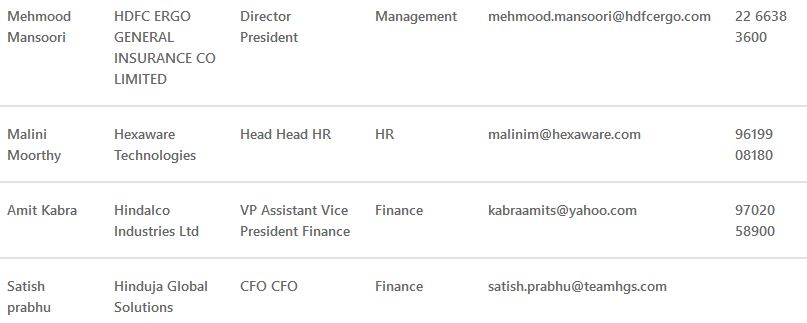 Mehmood HDFC ERGO Director Management mehmood.mansoori@hdfcergo.com 22 6638
Mansoori GENERAL President 3600
INSURANCE CO
LIMITED
Malini Hexaware Head Head HR HR malinim@hexaware.com 96199
Moorthy Technologies 08180
Amit Kabra Hindalco VP Assistant Vice Finance kabraamits@yahoo.com 97020
Industries Ltd President Finance 58900
Satish Hinduja Global CFO CFO Finance satish.prabhu@teamhgs.com
prabhu Solutions